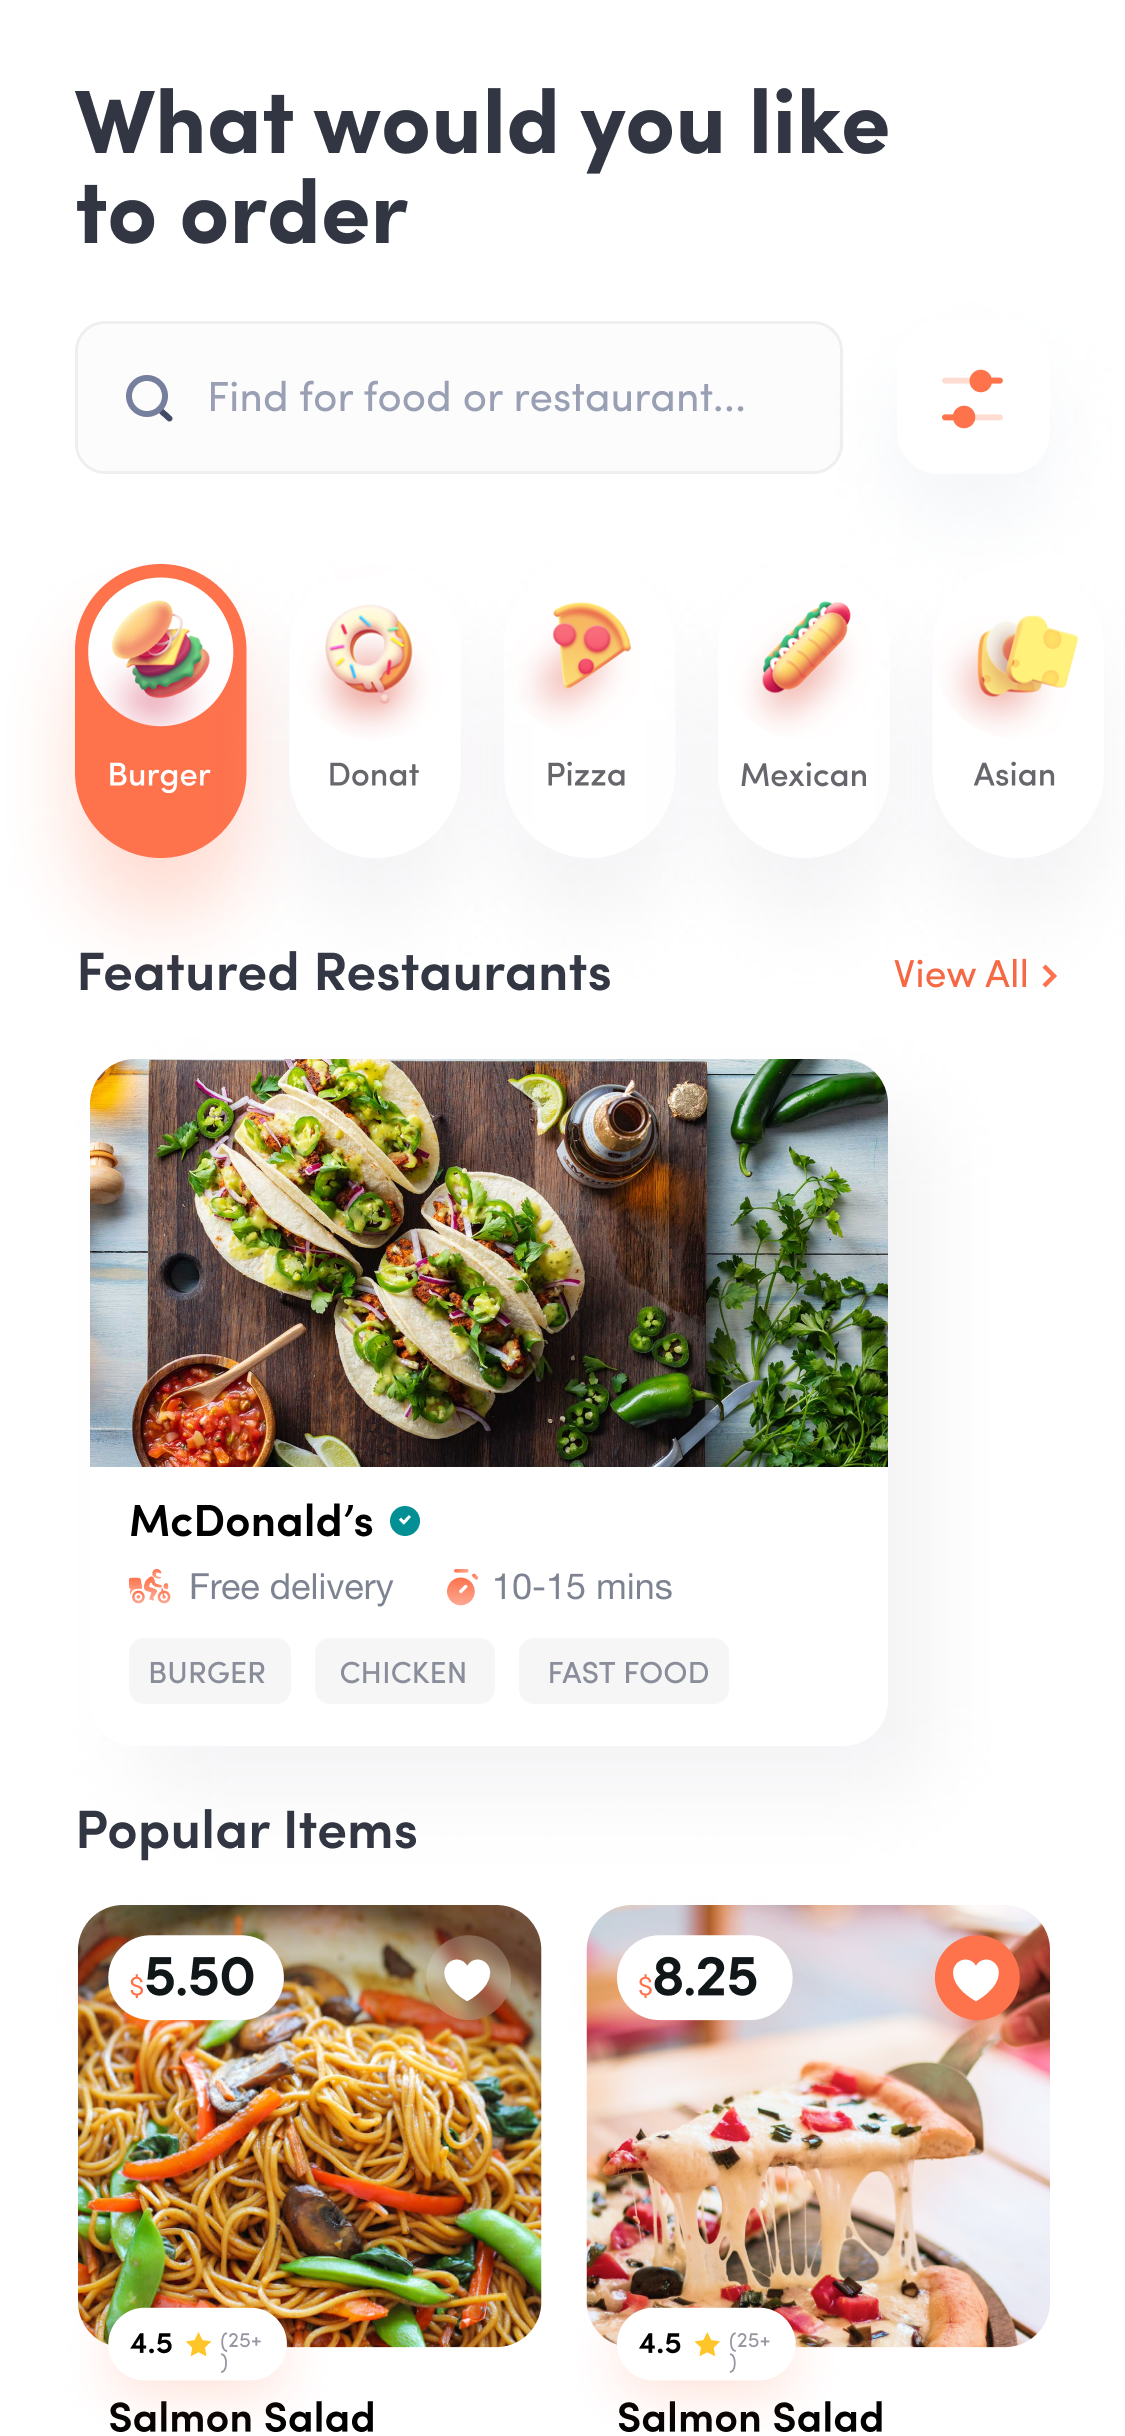 What would you like
to order
Find for food or restaurant...
Burger
Donat
Pizza
Mexican
Asian
Featured Restaurants
View All
McDonald’s
Free delivery
10-15 mins
BURGER
CHICKEN
FAST FOOD
Popular Items
$5.50
$8.25
4.5 (25+
)
4.5 (25+
)
Salmon Salad
Salmon Salad